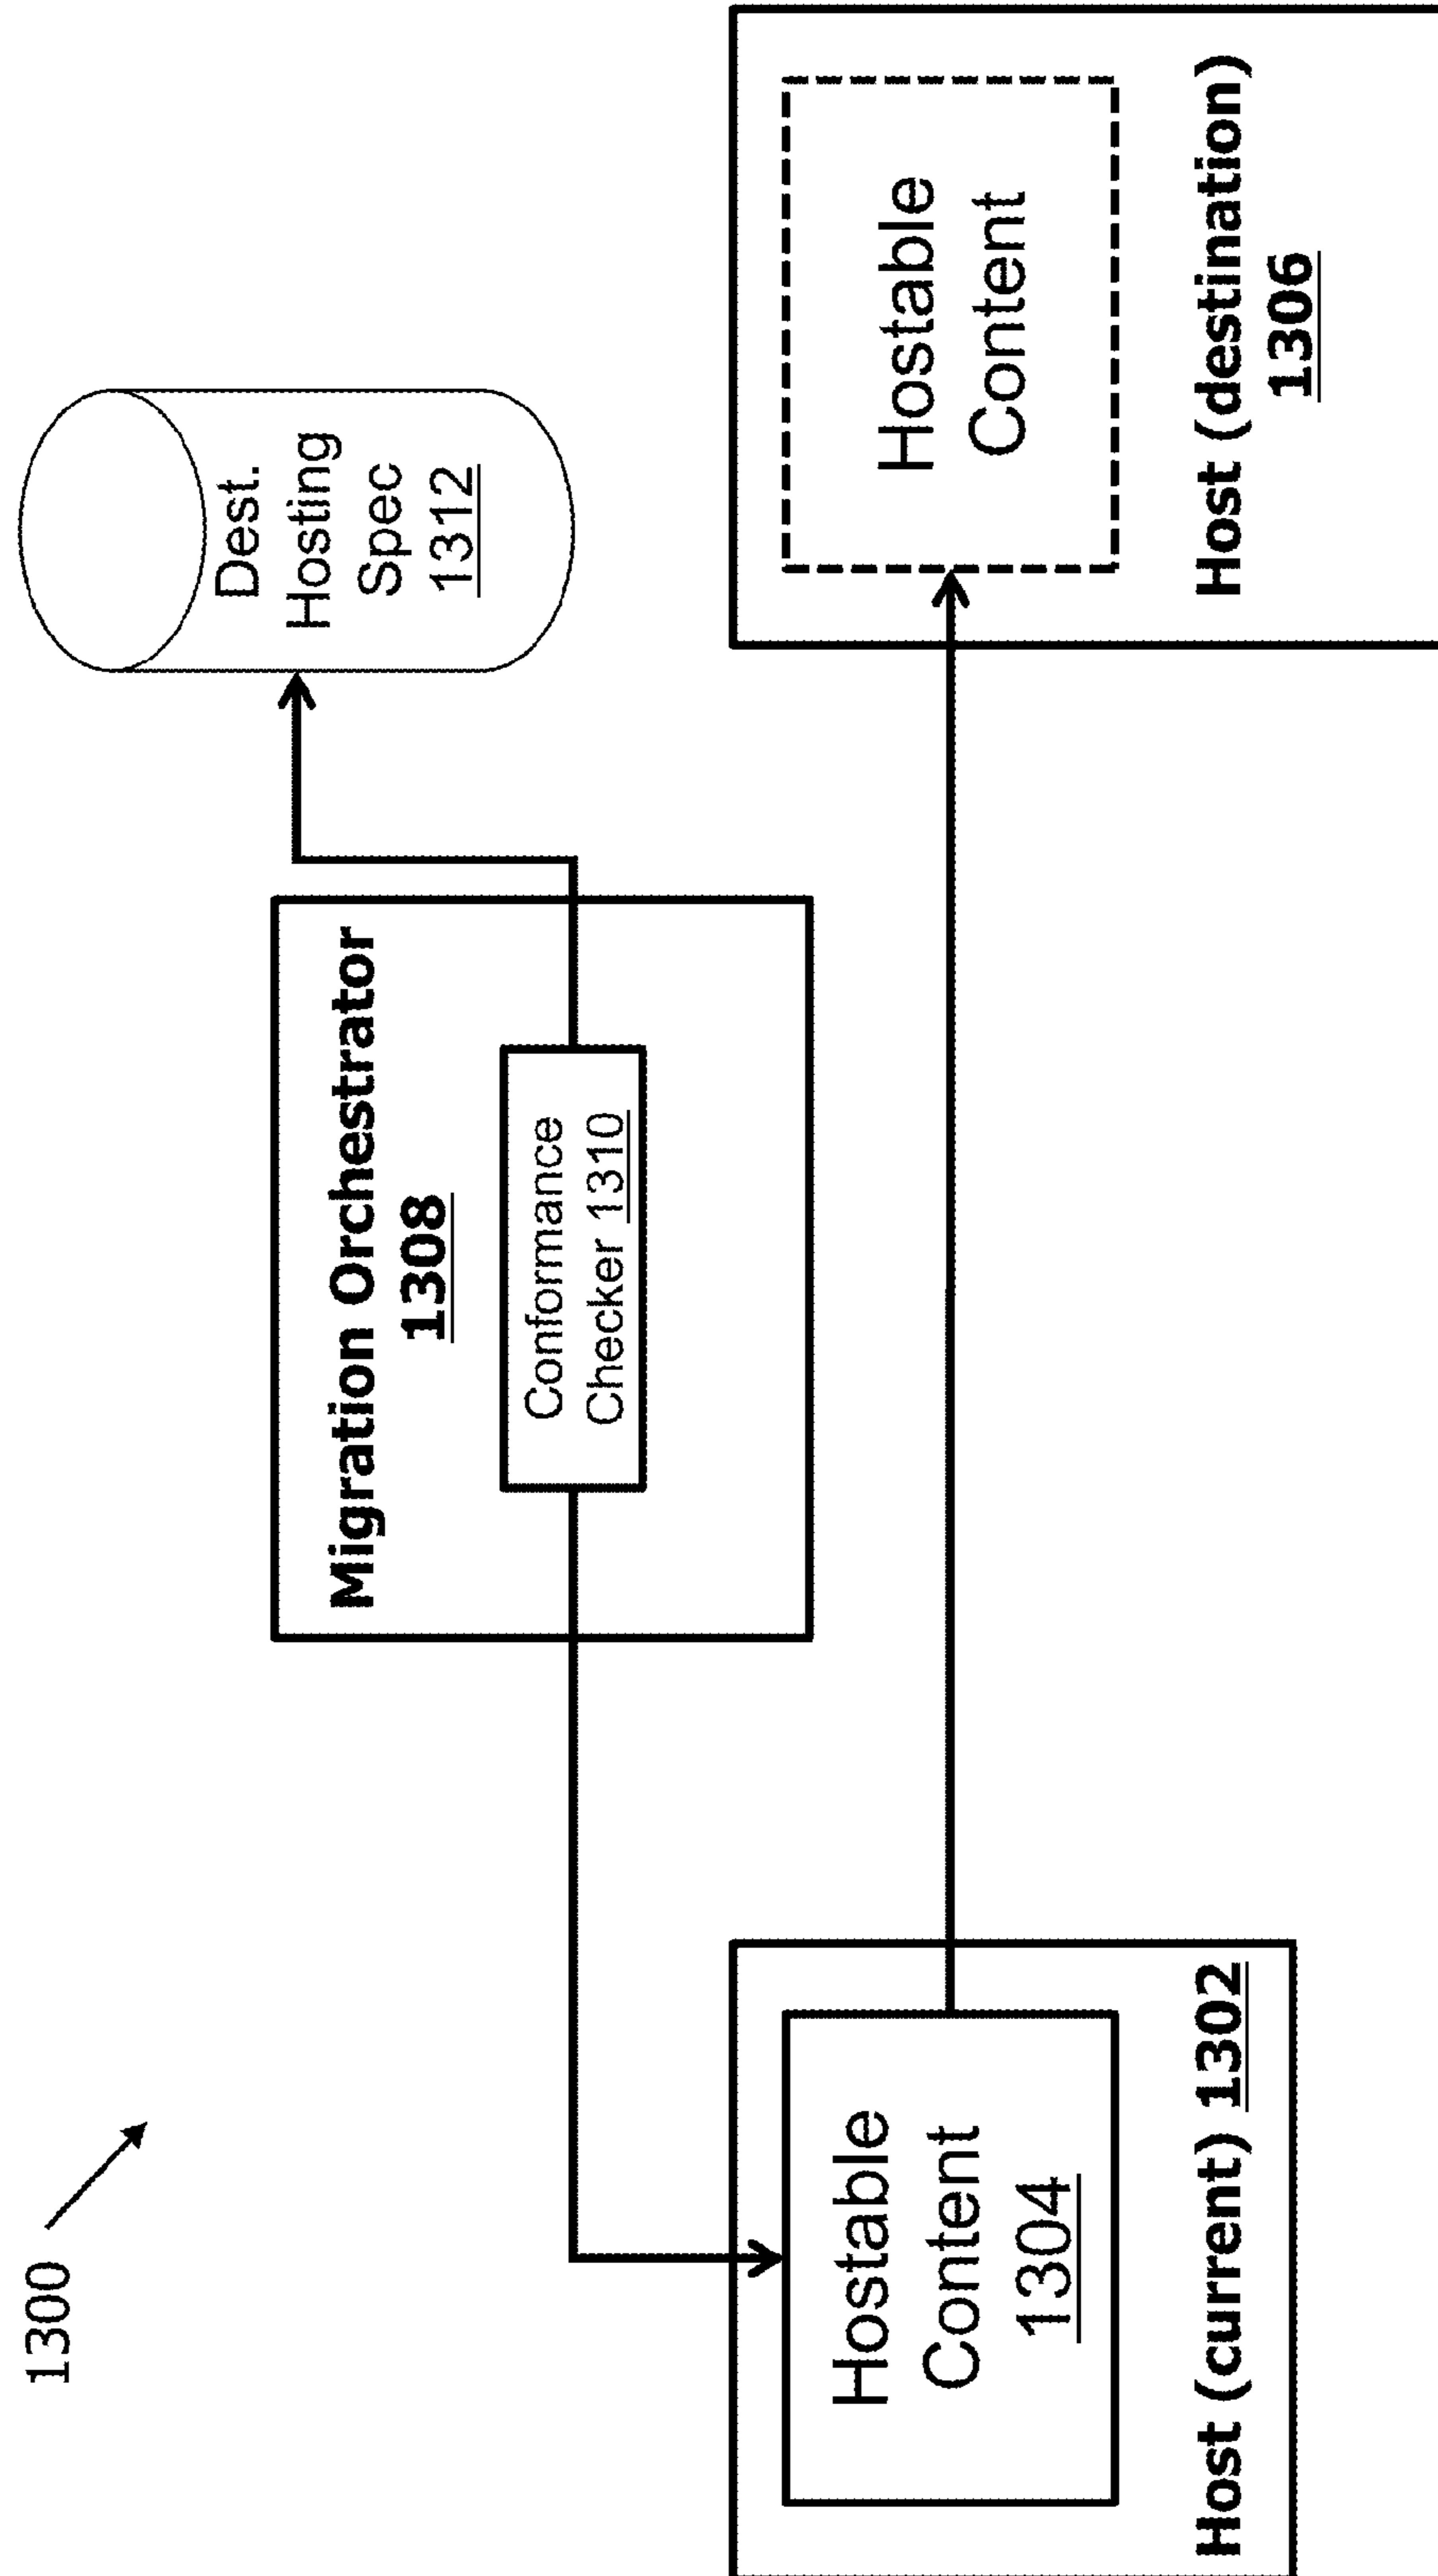 1300
Migration Orchestrator
1308
Conformance
Checker 1310
Dest.
Hosting
Spec
1312
Hostable
Content
1304
Host (current) 1302
Hostable
Content
Host (destination)
1306